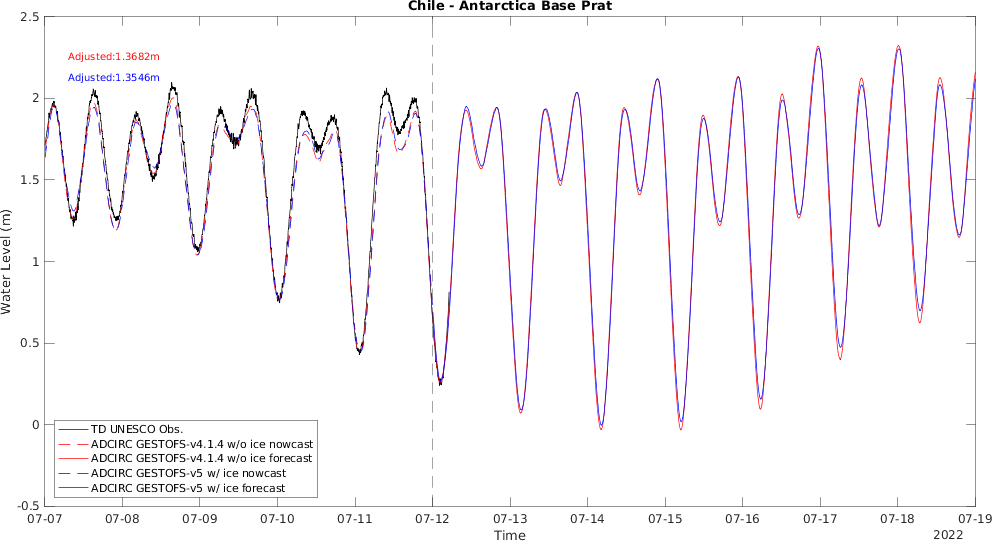 Chile - Antarctica Base Prat
2.5
Adjusted:1.3682m
Adjusted:1.3546m
2
1.5
1
0.5
0
-0.5
Water Level (m)
TD UNESCO Obs.
ADCIRC GESTOFS-v4.1.4 w/o ice nowcast
ADCIRC GESTOFS-v4.1.4 w/o ice forecast
ADCIRC GESTOFS-v5 w/ ice nowcast
ADCIRC GESTOFS-v5 w/ ice forecast
07-07 07-08 07-09 07-10 07-11 07-12 07-13 07-14 07-15 07-16 07-17 07-18 07-19
Time
2022